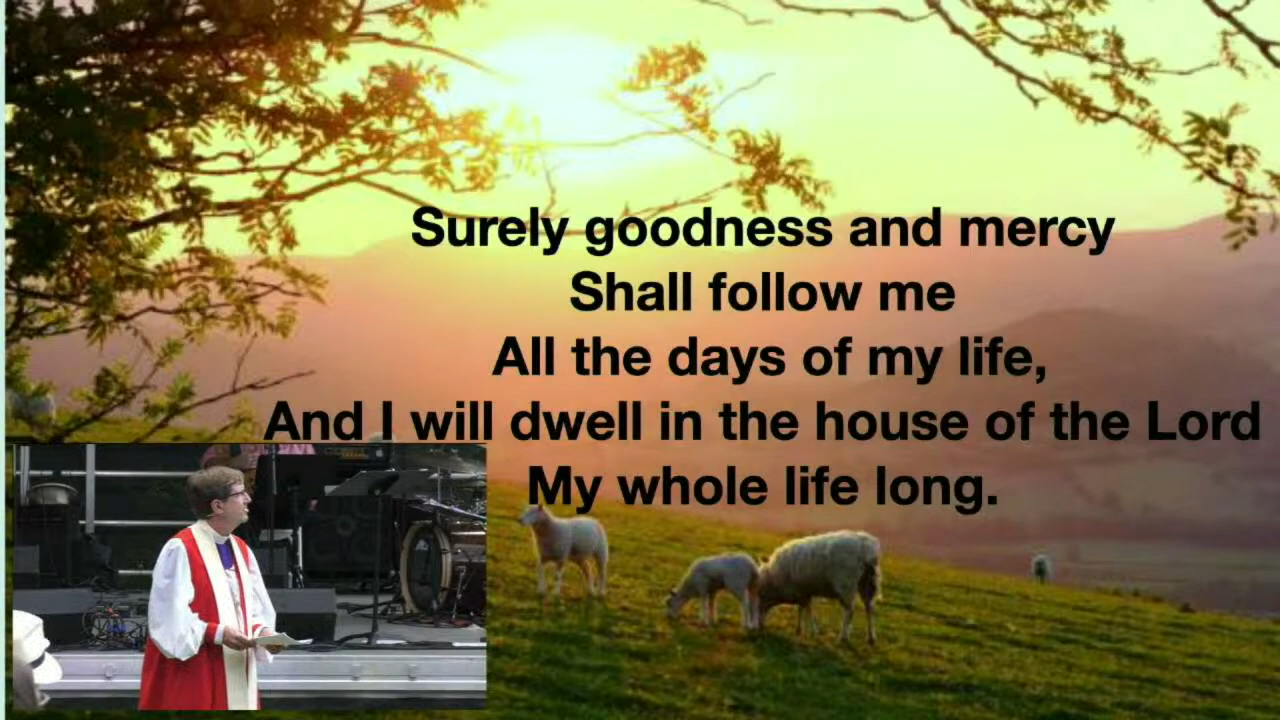 Surely goodness and mercy
Shall follow me
All the days of my life,
And I will dwell in the house of the Lord
My whole life long.